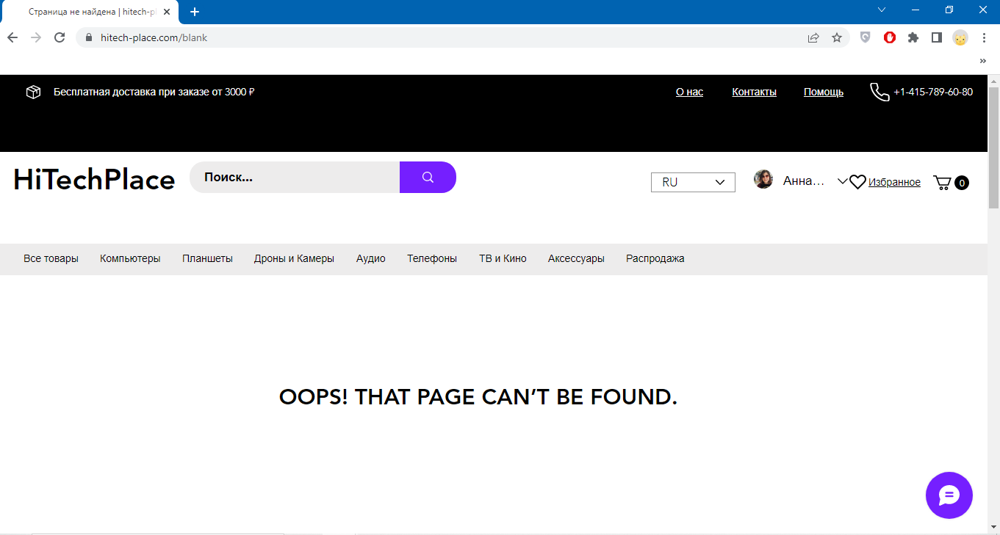 Страница не найдена | hitech-pl
hitech-place.com/blank
Бесплатная доставка при заказе от 3000 ₽
О нас Контакты Помощь +1-415-789-60-80
HiTechPlace Поиск... RU Анна... Избранное 0
Все товары Компьютеры Планшеты Дроны и Камеры Аудио Телефоны ТВ и Кино Аксессуары Распродажа
OOPS! THAT PAGE CAN’T BE FOUND.